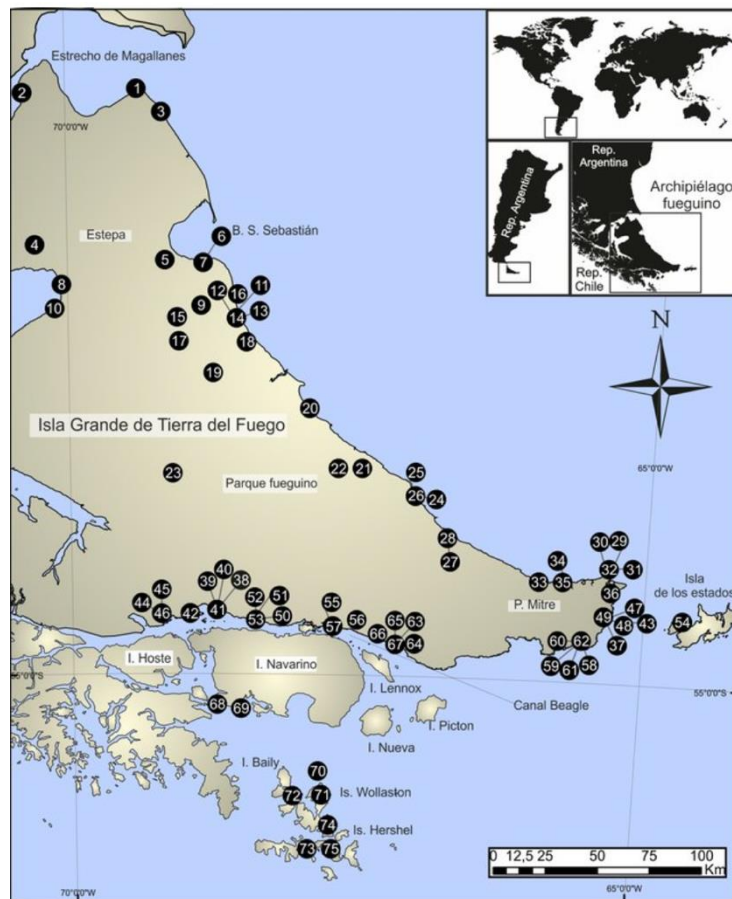 Estrecho de Magallanes
1
2
3
70°0'0"W
Rep.
Argentina
Rep. Argentina
Archipiélago
fueguino
Rep.
Chile
Estepa
6
B. S. Sebastián
4
5
7
8
12
16
11
10
9
14
13
15
17
18
N
19
20
Isla Grande de Tierra del Fuego
65°0'0"W
23
Parque fueguino
22
21
25
26
24
28
27
30
29
34
32
31
33
35
36
Isla
de los estados
40
39
38
45
44
46
42
41
52
51
53
50
55
57
56
65
63
66
67
64
P. Mitre
49
47
48
43
54
37
60
62
59
61
58
I. Hoste
I. Navarino
I. Lennox
55°0'0"S
Canal Beagle
68
69
I. Picton
I. Nueva
I. Baily
70
72
71
Is. Wollaston
74
Is. Hershel
73
75
0 12,5 25 50 75 100
Km
70°0'0"W
65°0'0"W